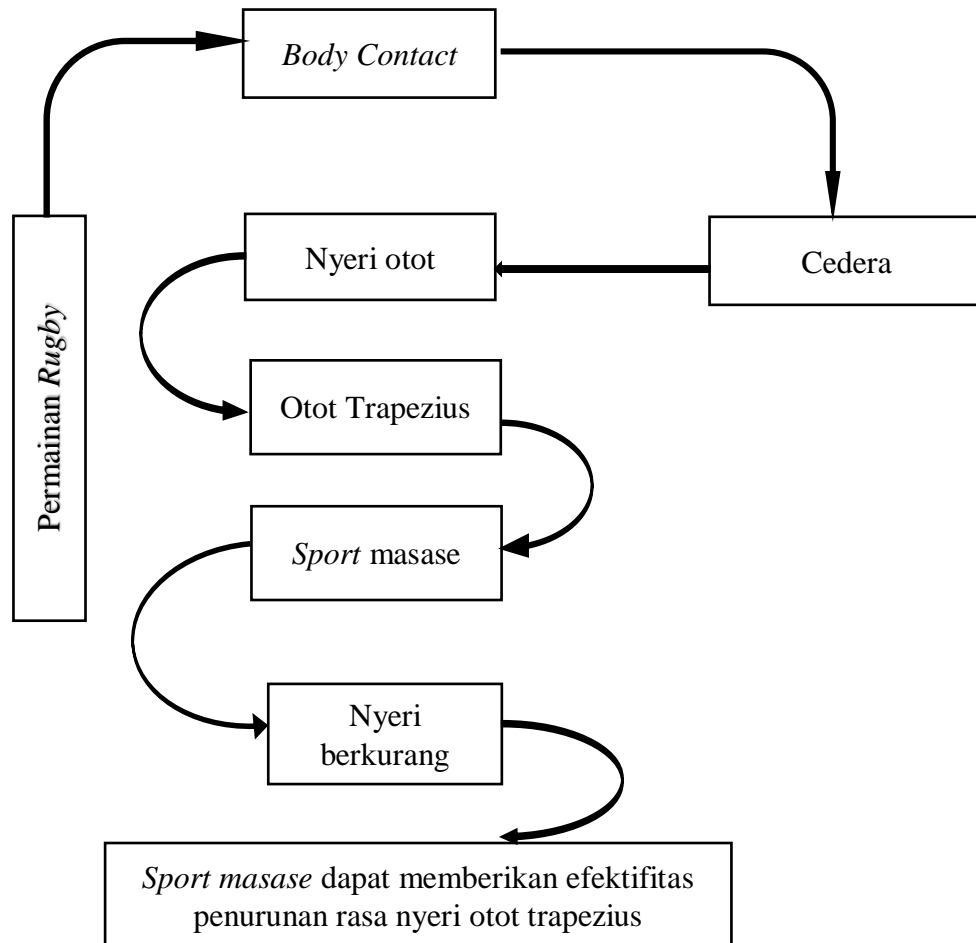 Permainan Rugby
Body Contact
Cedera
Nyeri otot
Otot Trapezius
Sport masase
Nyeri
berkurang
Sport masase dapat memberikan efektifitas
penurunan rasa nyeri otot trapezius